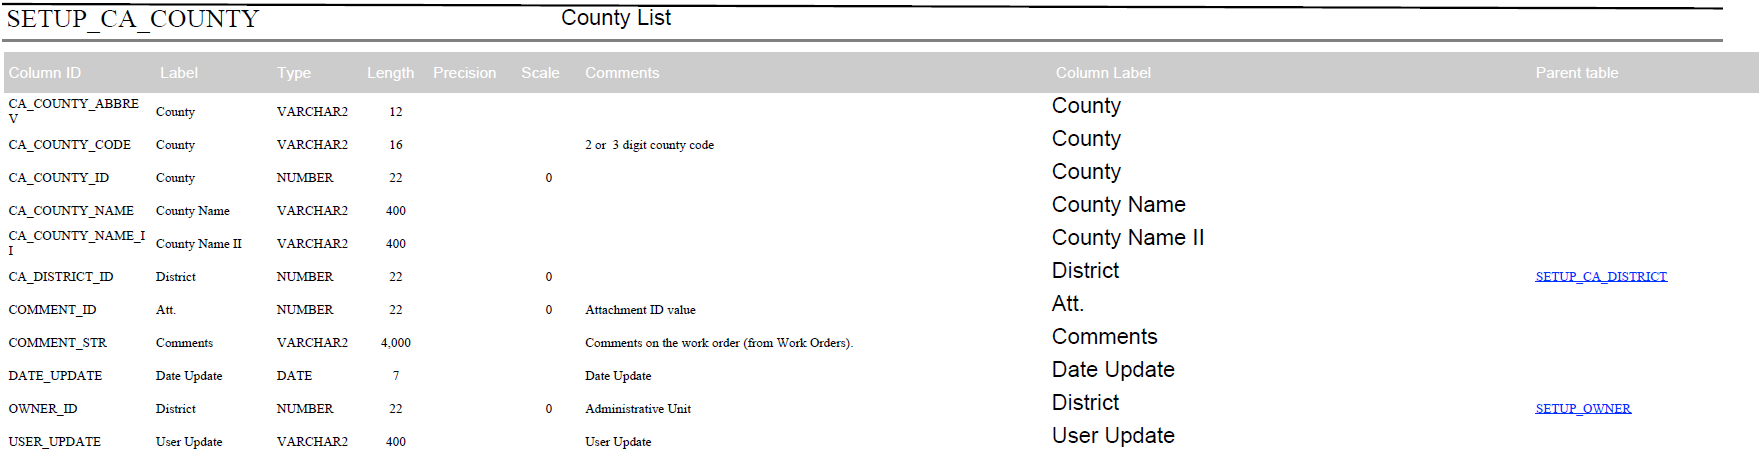 SETUP_CA_COUNTY County List
Column ID Label Type Length Precision Scale Comments Column Label Parent table
CA_COUNTY_ABBRE
V County VARCHAR2 12 County
CA_COUNTY_CODE County VARCHAR2 16 2 or 3 digit county code County
CA_COUNTY_ID County NUMBER 22 0 County
CA_COUNTY_NAME County Name VARCHAR2 400 County Name
CA_COUNTY_NAME_I
I County Name II VARCHAR2 400 County Name II
CA_DISTRICT_ID District NUMBER 22 0 District SETUP_CA_DISTRICT
COMMENT_ID Att. NUMBER 22 0 Attachment ID value Att.
COMMENT_STR Comments VARCHAR2 4,000 Comments on the work order (from Work Orders). Comments
DATE_UPDATE Date Update DATE 7 Date Update Date Update
OWNER_ID District NUMBER 22 0 Administrative Unit District SETUP_OWNER
USER_UPDATE User Update VARCHAR2 400 User Update User Update